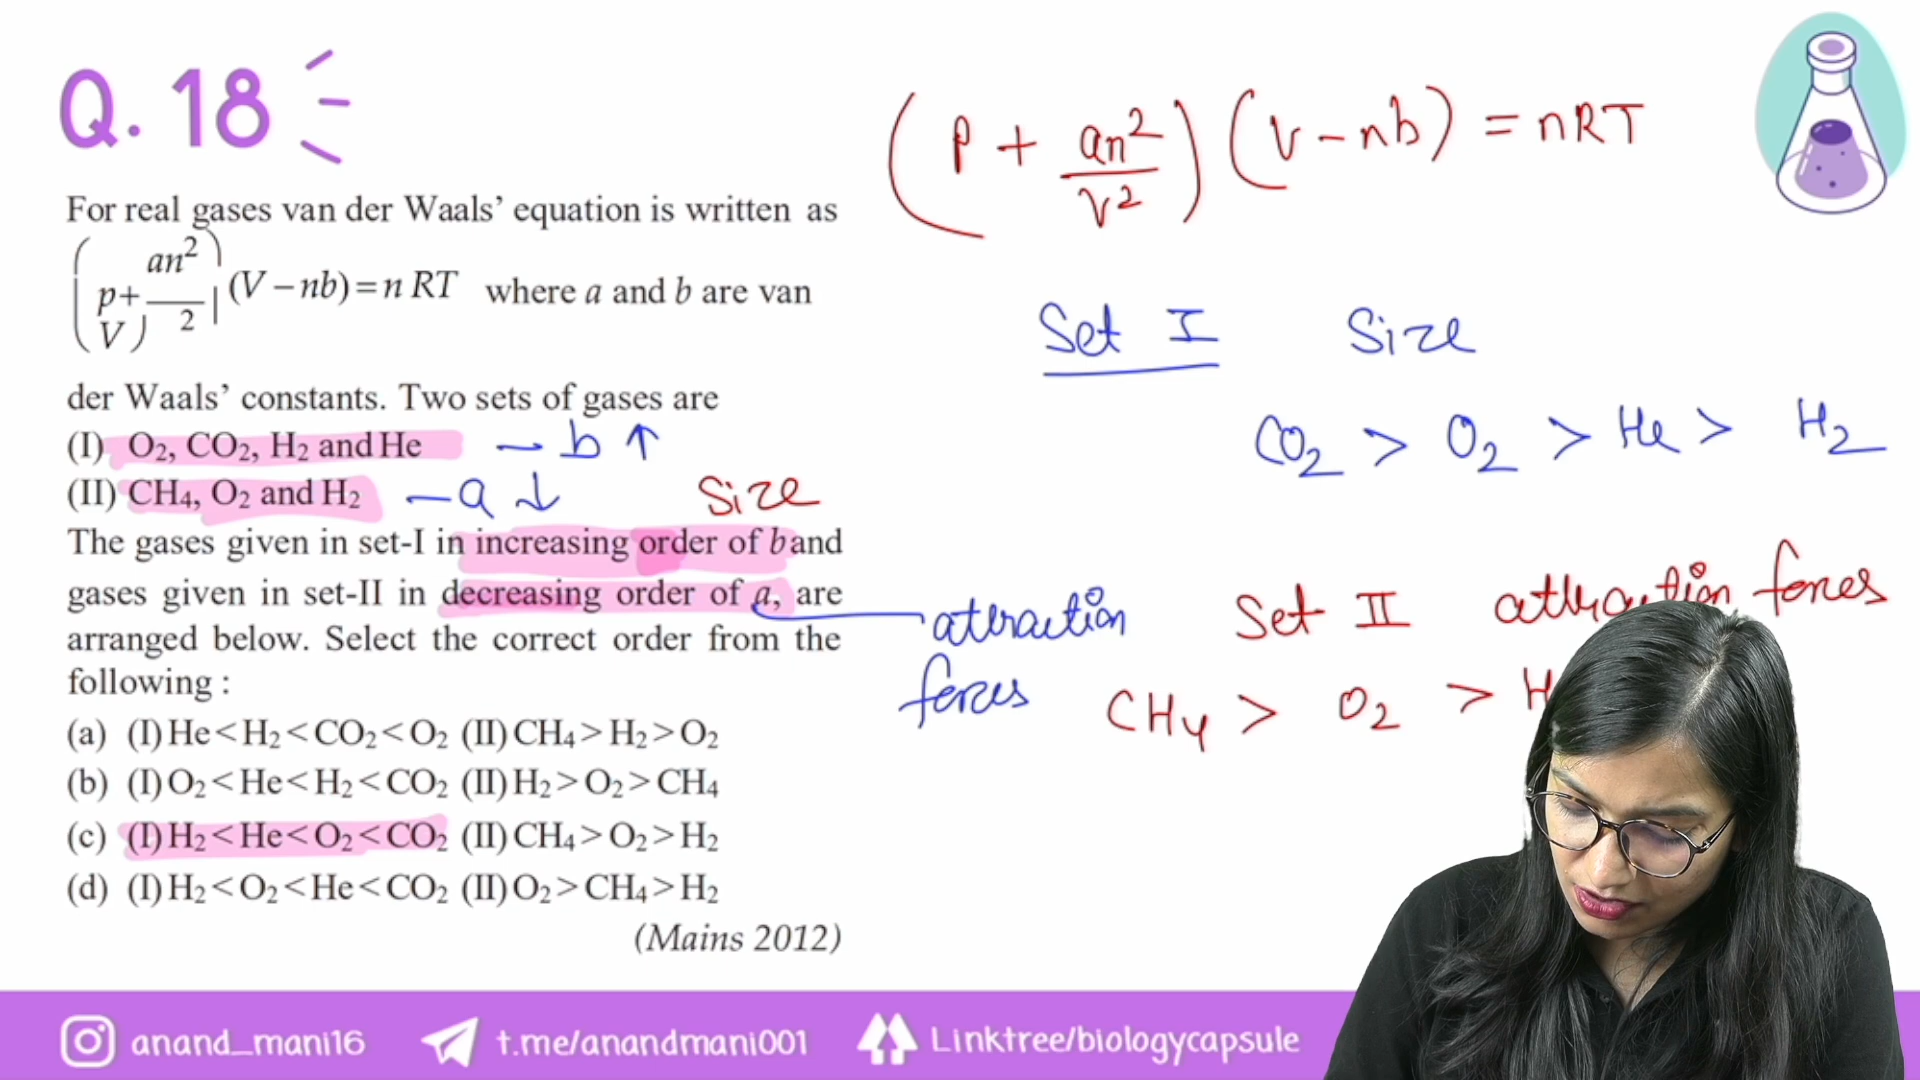 Q. 18
For real gases van der Waals’ equation is written as
(p+ an² / V²) (V – nb) = n RT where a and b are van
der Waals’ constants. Two sets of gases are
(I) O₂, CO₂, H₂ and He — b ↑
(II) CH₄, O₂ and H₂ — a ↓ Size
The gases given in set-I in increasing order of b and
gases given in set-II in decreasing order of a, are
arranged below. Select the correct order from the
following :
(a) (I) He < H₂ < CO₂ < O₂ (II) CH₄ > H₂ > O₂
(b) (I) O₂ < He < H₂ < CO₂ (II) H₂ > O₂ > CH₄
(c) (I) H₂ < He < O₂ < CO₂ (II) CH₄ > O₂ > H₂
(d) (I) H₂ < O₂ < He < CO₂ (II) O₂ > CH₄ > H₂
(Mains 2012)
(P + an²/V²) (V – nb) = nRT
Set I Size
CO₂ > O₂ > He > H₂
attraction
forces
Set II attraction forces
CH₄ > O₂ > H
anand_mani16 t.me/anandmani001 Linktree/biologycapsule